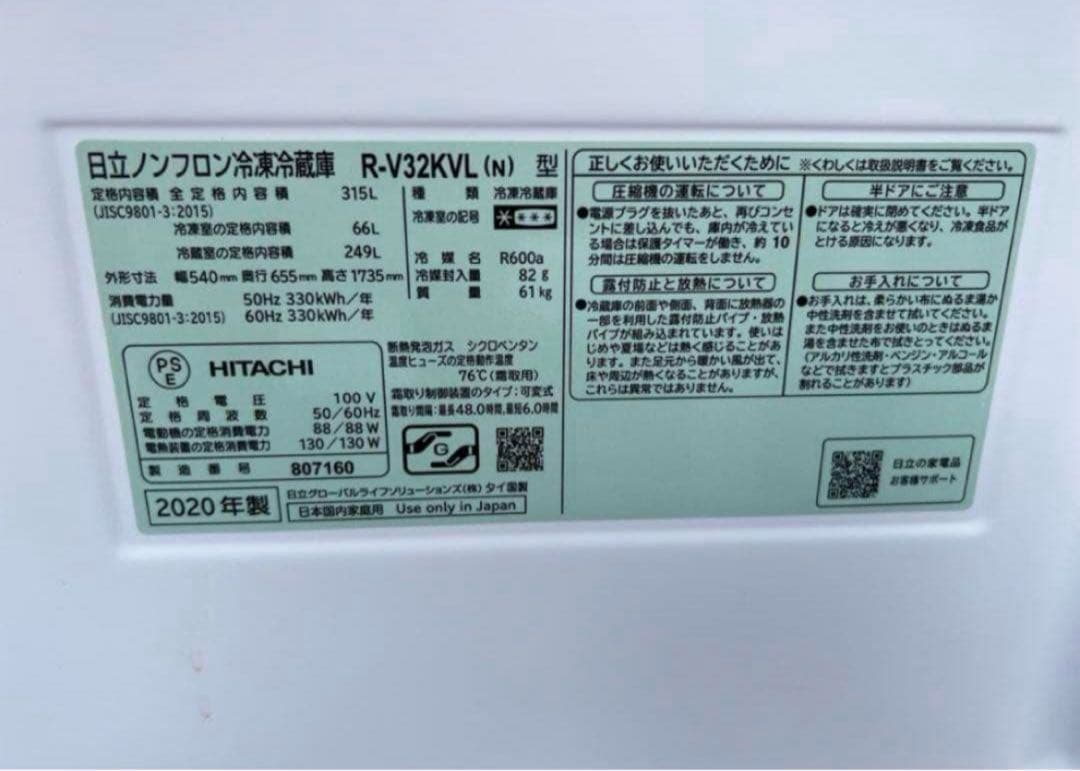 日立ノンフロン冷凍冷蔵庫 R-V32KVL(N) 型
定格内容積 全定格内容積 315L
(JISC9801-3:2015)
冷凍室の定格内容積 66L
冷蔵室の定格内容積 249L
外形寸法 幅540mm 奥行655mm 高さ1735mm
消費電力量 50Hz 330kWh/年
(JISC9801-3:2015) 60Hz 330kWh/年
種類 冷凍冷蔵庫
冷凍室の記号
冷媒名 R600a
冷媒封入量 82g
質量 61kg
PS
E
HITACHI
定格電圧 100V
定格周波数 50/60Hz
電動機の定格消費電力 88/88W
電熱装置の定格消費電力 130/130W
製造番号 807160
断熱発泡ガス シクロペンタン
温度ヒューズの定格動作温度
76℃(霜取用)
霜取り制御装置のタイプ:可変式
霜取り間隔:最長48.0時間,最短6.0時間
G
2020年製
日立グローバルライフソリューションズ(株) タイ国製
日本国内家庭用 Use only in Japan
正しくお使いいただくために ※くわしくは取扱説明書をご覧ください。
圧縮機の運転について
●電源プラグを抜いたあと、再びコンセ
ントに差し込んでも、庫内が冷えてい
る場合は保護タイマーが働き、約10
分間は圧縮機の運転をしません。
露付防止と放熱について
●冷蔵庫の前面や側面、背面に放熱器の
一部を利用した露付防止パイプ・放熱
パイプが組み込まれています。使いは
じめや夏場などは熱く感じることがあ
ります。また足元から暖かい風が出て、
床や周辺が熱くなることがありますが、
これらは異常ではありません。
半ドアにご注意
●ドアは確実に閉めてください。半ドア
になると冷えが悪くなり、冷凍食品が
とける原因になります。
お手入れについて
●お手入れは、柔らかい布にぬるま湯か
中性洗剤を含ませて拭いてください。
また中性洗剤をお使いのときはぬるま
湯を含ませた布で拭きとってください。
(アルカリ性洗剤・ベンジン・アルコール
などで拭きますとプラスチック部品が
割れることがあります)
日立の家電品
お客様サポート